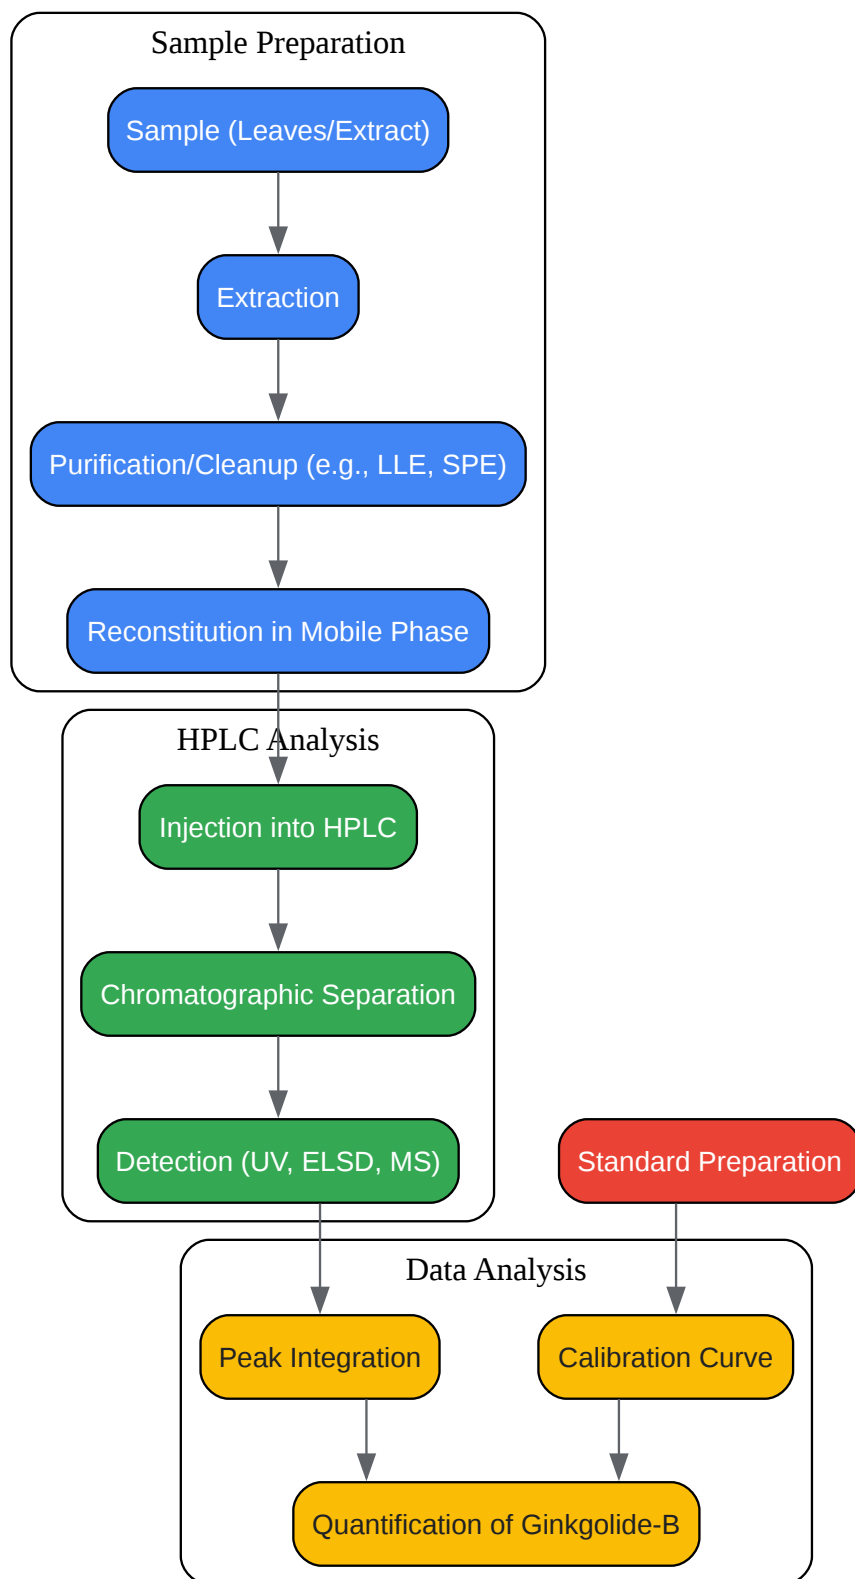 Sample Preparation
Sample (Leaves/Extract)
Extraction
Purification/Cleanup (e.g., LLE, SPE)
Reconstitution in Mobile Phase
HPLC Analysis
Injection into HPLC
Chromatographic Separation
Detection (UV, ELSD, MS)
Standard Preparation
Data Analysis
Peak Integration
Calibration Curve
Quantification of Ginkgolide-B